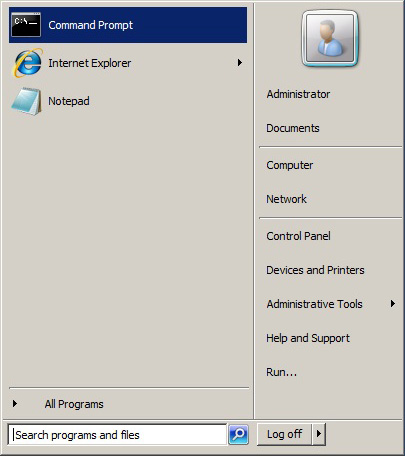 C:\.
Command Prompt
Internet Explorer
Notepad
Administrator
Documents
Computer
Network
Control Panel
Devices and Printers
Administrative Tools
Help and Support
Run...
All Programs
Search programs and files
Log off